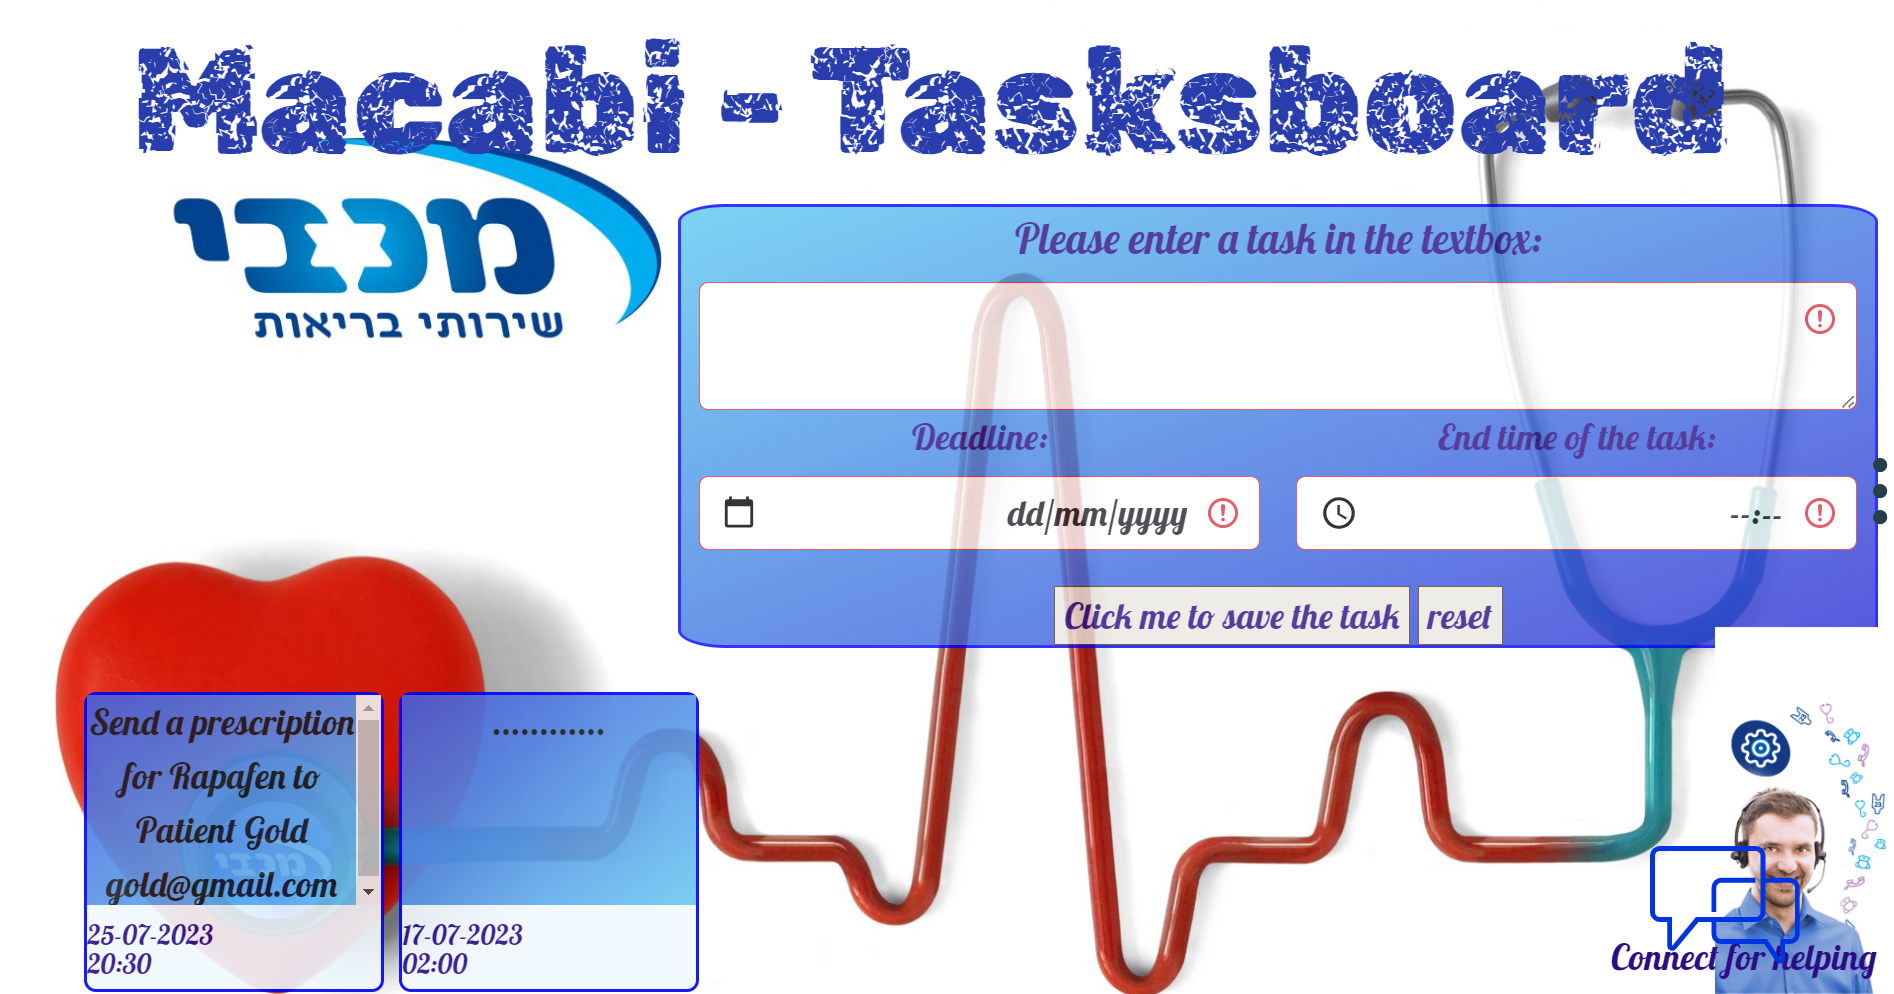 Macabi - Tasksboard
מכבי
שירותי בריאות
Please enter a task in the textbox:
Deadline:
End time of the task:
dd/mm/yyyy
--:--
Click me to save the task
reset
Send a prescription
for Rapafen to
Patient Gold
gold@gmail.com
25-07-2023
20:30
............
17-07-2023
02:00
מכבי
Connect for helping